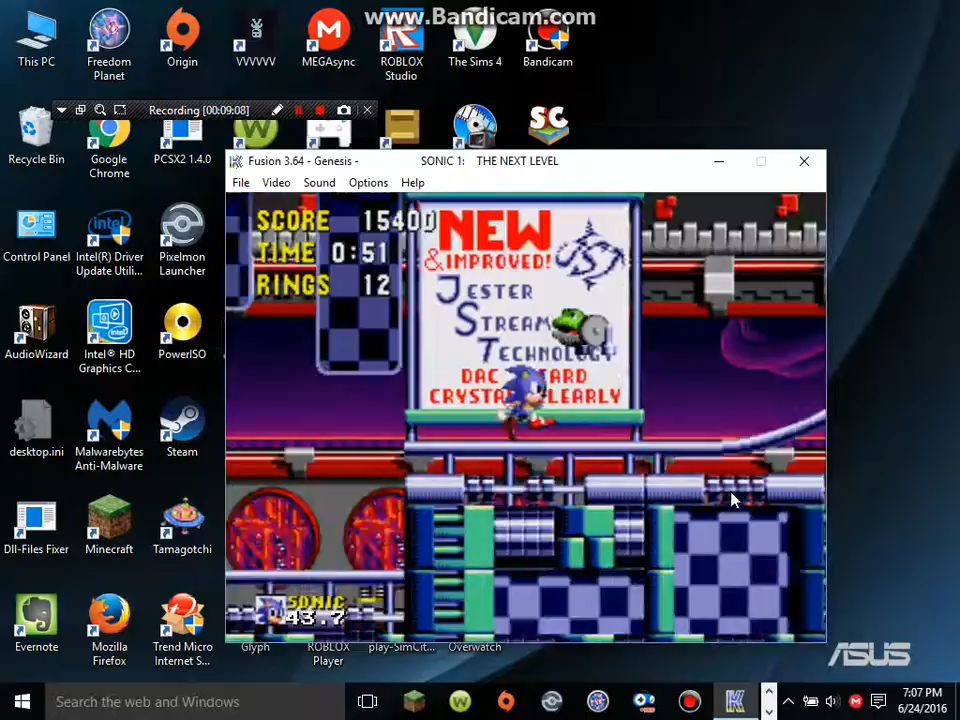 www.Bandicam.com
This PC
Freedom
Planet
Origin
VVVVVV
MEGAsync
ROBLOX
Studio
The Sims 4
Bandicam
Recording [00:09:08]
Recycle Bin
Google
Chrome
PCSX2 1.4.0
Fusion 3.64 - Genesis - SONIC 1: THE NEXT LEVEL
File Video Sound Options Help
SCORE 15400
TIME 0:51
RINGS 12
NEW
& IMPROVED!
JESTER
STREAM
TECHNOLOGY
DAC
CLEARLY
SONIC
Control Panel
Intel(R) Driver
Update Utili...
Pixelmon
Launcher
AudioWizard
Intel® HD
Graphics C...
PowerISO
desktop.ini
Malwarebytes
Anti-Malware
Steam
Dll-Files Fixer
Minecraft
Tamagotchi
Evernote
Mozilla
Firefox
Trend Micro
Internet S...
Glyph
ROBLOX
Player
play-SimCit...
Overwatch
ASUS
Search the web and Windows
7:07 PM
6/24/2016